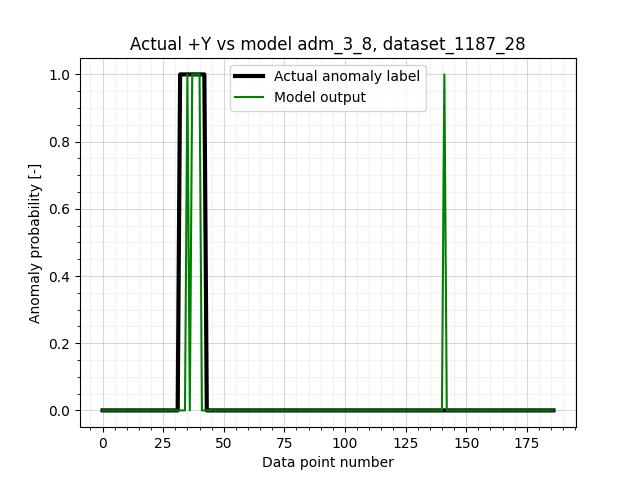 Actual +Y vs model adm_3_8, dataset_1187_28
Actual anomaly label
Model output
Anomaly probability [-]
1.0
0.8
0.6
0.4
0.2
0.0
0 25 50 75 100 125 150 175
Data point number